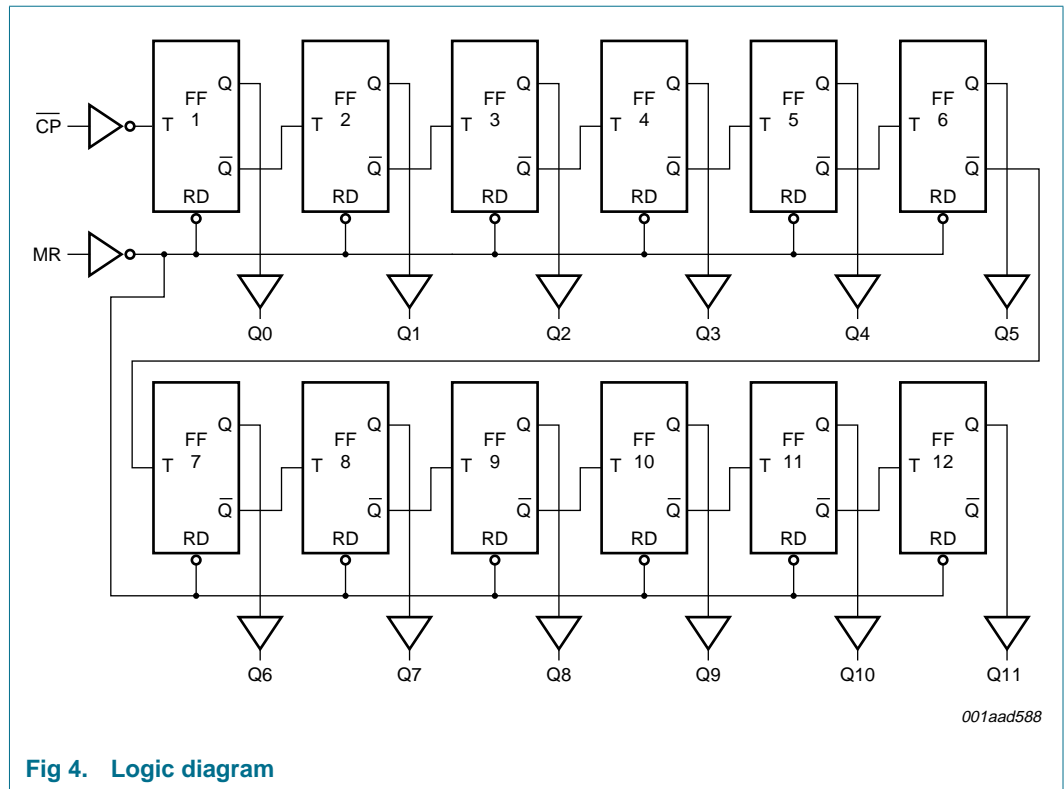 Q Q Q Q Q Q
FF FF FF FF FF FF
C̅P̅ T 1 T 2 T 3 T 4 T 5 T 6
Q̅ Q̅ Q̅ Q̅ Q̅ Q̅
RD RD RD RD RD RD
MR
Q0 Q1 Q2 Q3 Q4 Q5
Q Q Q Q Q Q
FF FF FF FF FF FF
T 7 T 8 T 9 T 10 T 11 T 12
Q̅ Q̅ Q̅ Q̅ Q̅ Q̅
RD RD RD RD RD RD
Q6 Q7 Q8 Q9 Q10 Q11
001aad588
Fig 4. Logic diagram